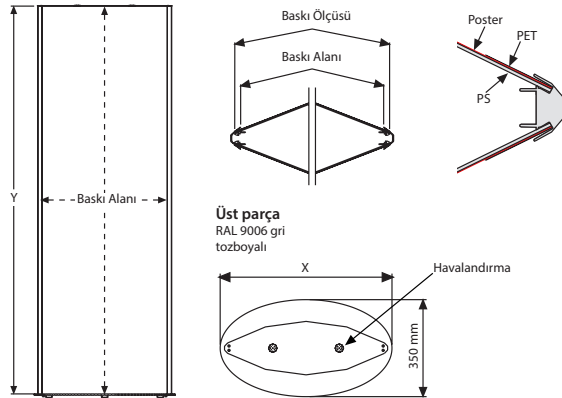 Baskı Ölçüsü
Baskı Alanı
Poster
PET
PS
Y
Baskı Alanı
Üst parça
RAL 9006 gri
tozboyalı
X
Havalandırma
350 mm